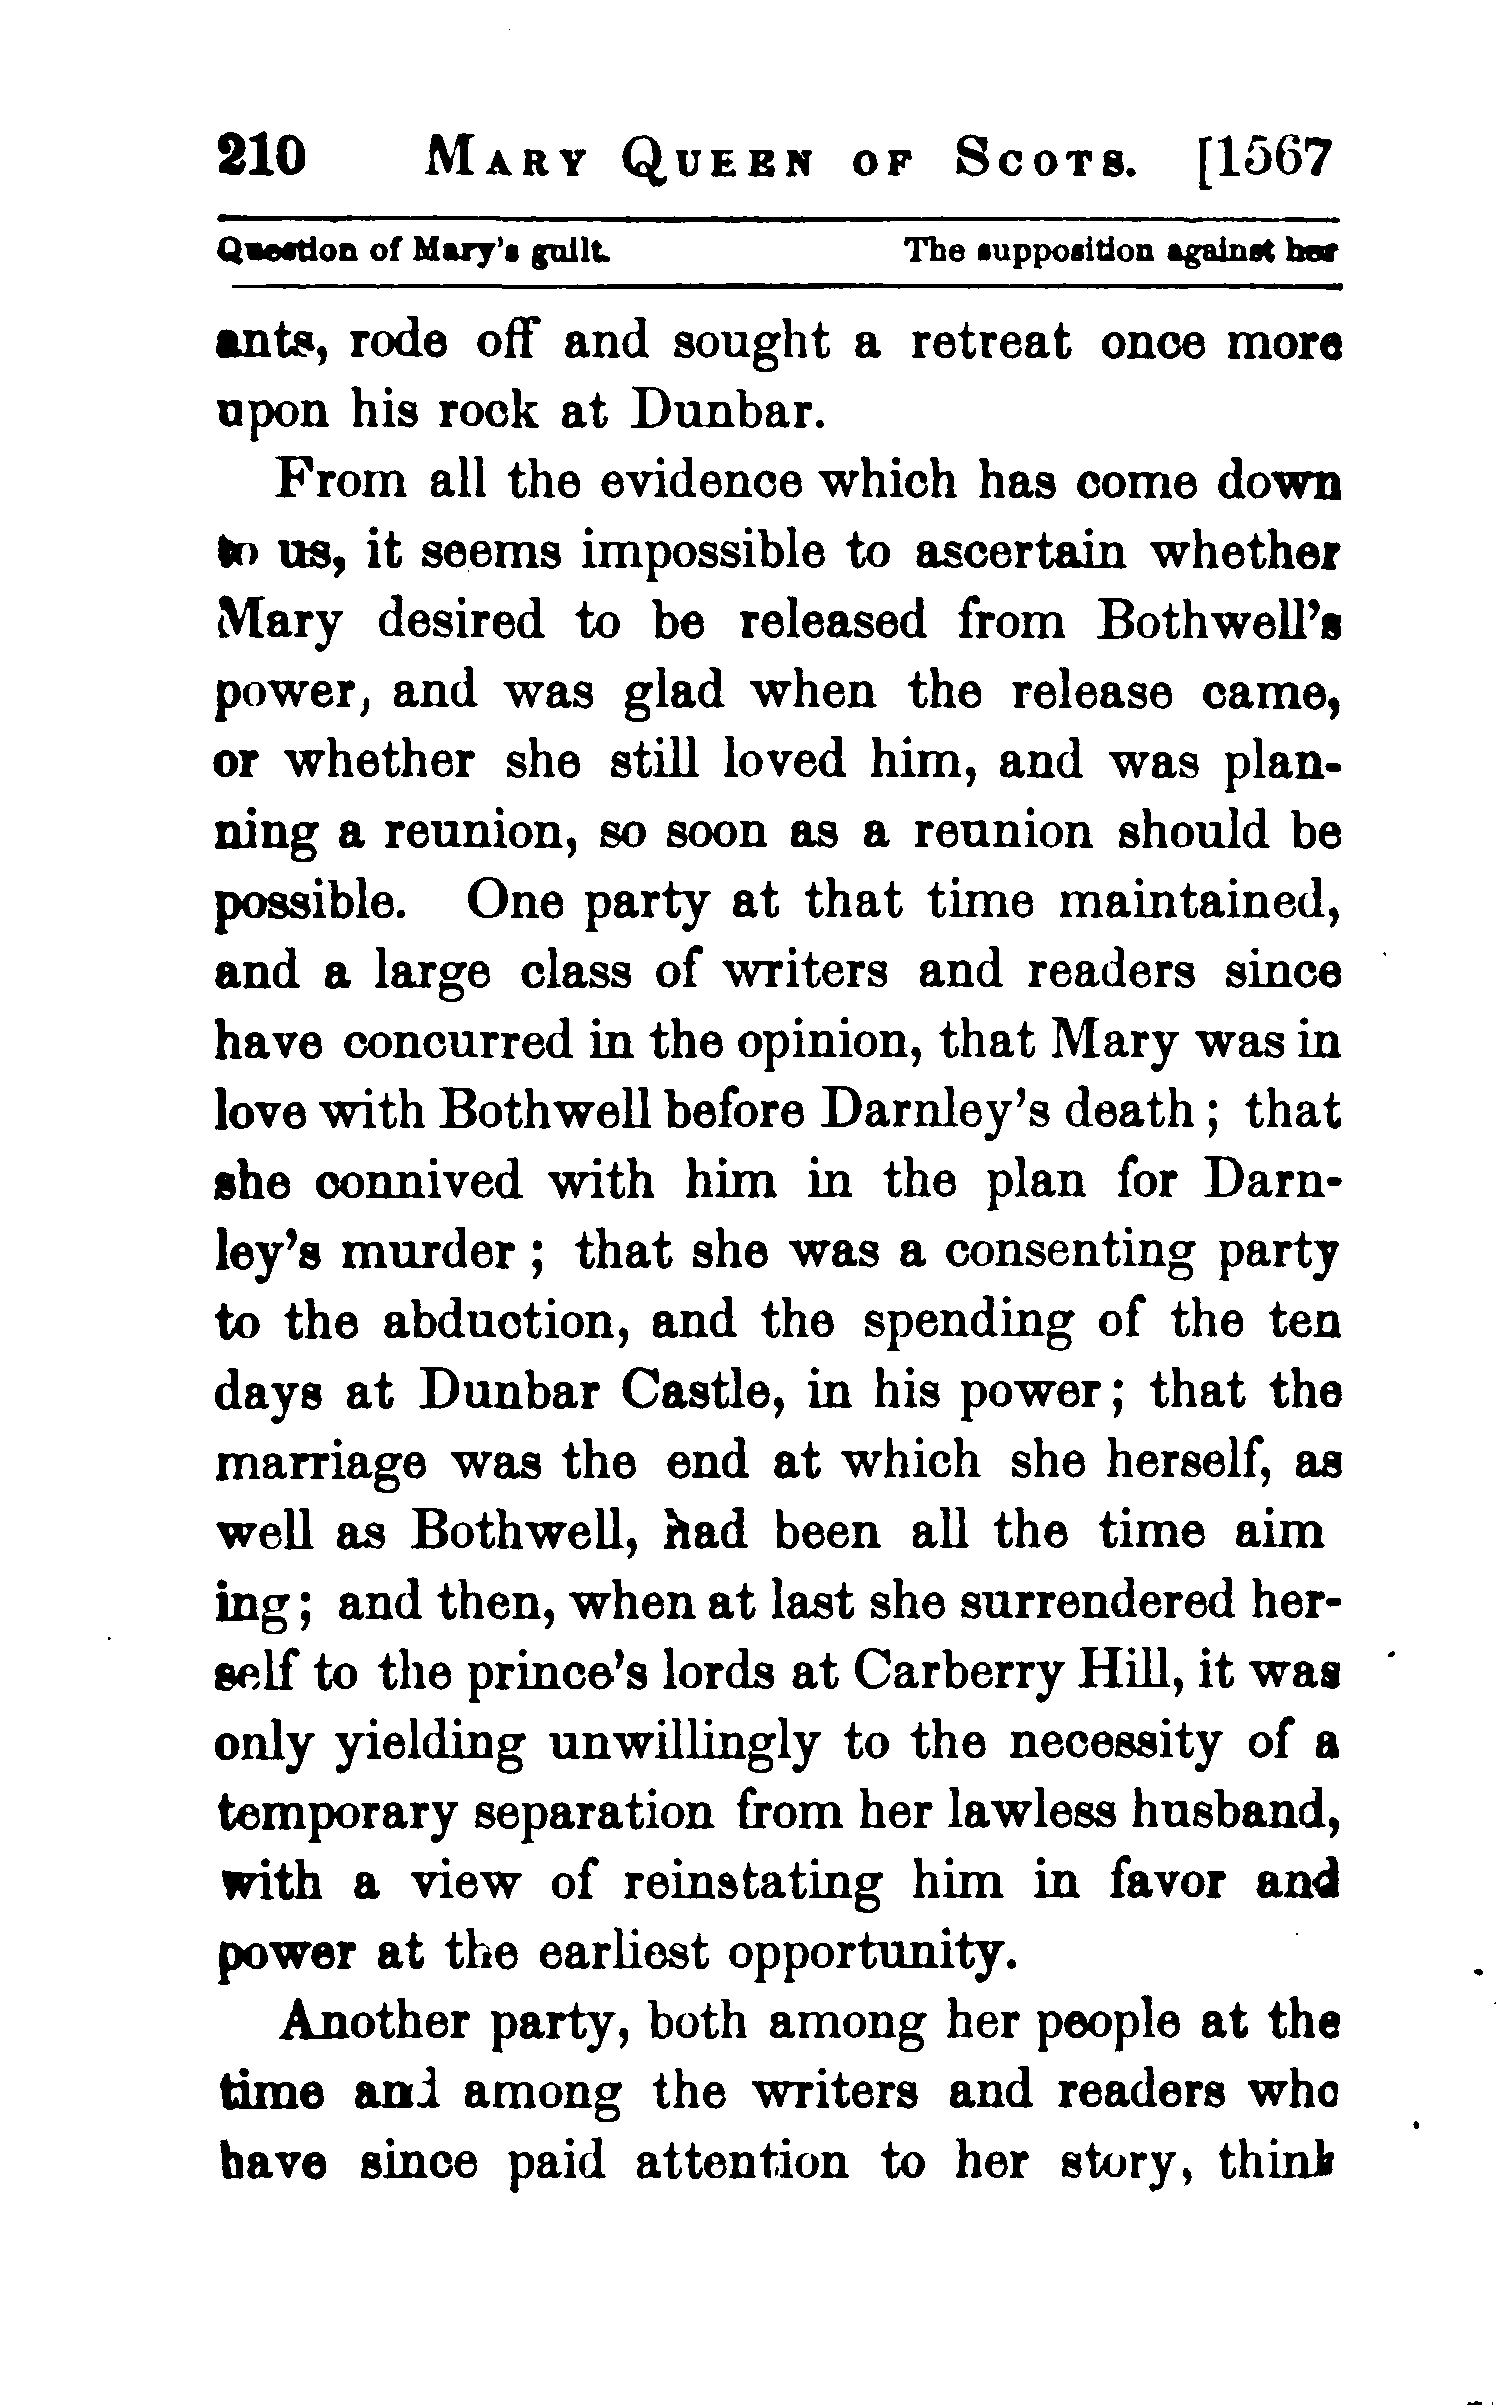 210 MARY QUEEN OF SCOTS. [1567
Question of Mary's guilt. The supposition against her
ants, rode off and sought a retreat once more
upon his rock at Dunbar.
From all the evidence which has come down
to us, it seems impossible to ascertain whether
Mary desired to be released from Bothwell's
power, and was glad when the release came,
or whether she still loved him, and was plan-
ning a reunion, so soon as a reunion should be
possible. One party at that time maintained,
and a large class of writers and readers since
have concurred in the opinion, that Mary was in
love with Bothwell before Darnley's death; that
she connived with him in the plan for Darn-
ley's murder; that she was a consenting party
to the abduction, and the spending of the ten
days at Dunbar Castle, in his power; that the
marriage was the end at which she herself, as
well as Bothwell, had been all the time aim
ing; and then, when at last she surrendered her-
self to the prince's lords at Carberry Hill, it was
only yielding unwillingly to the necessity of a
temporary separation from her lawless husband,
with a view of reinstating him in favor and
power at the earliest opportunity.
Another party, both among her people at the
time and among the writers and readers who
have since paid attention to her story, think